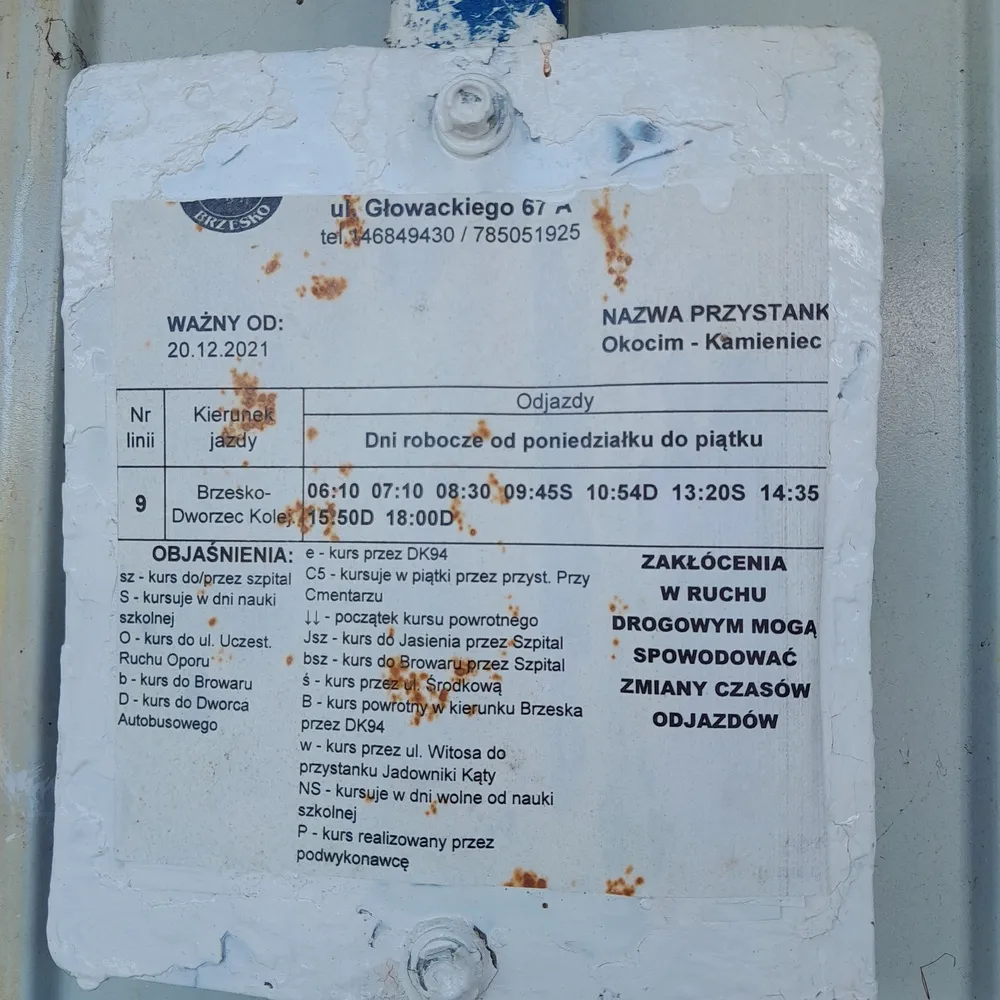 BRZESKO
ul. Głowackiego 67 A
tel. 146849430 / 785051925
WAŻNY OD:
20.12.2021
NAZWA PRZYSTANK
Okocim - Kamieniec
Nr linii
Kierunek jazdy
Odjazdy
Dni robocze od poniedziałku do piątku
9
Brzesko-
Dworzec Kolej.
06:10 07:10 08:30 09:45S 10:54D 13:20S 14:35
15:50D 18:00D
OBJAŚNIENIA:
sz - kurs do/przez szpital
S - kursuje w dni nauki
szkolnej
O - kurs do ul. Uczest.
Ruchu Oporu
b - kurs do Browaru
D - kurs do Dworca
Autobusowego
e - kurs przez DK94
C5 - kursuje w piątki przez przyst. Przy
Cmentarzu
↓↓ - początek kursu powrotnego
Jsz - kurs do Jasienia przez Szpital
bsz - kurs do Browaru przez Szpital
ś - kurs przez ul. Środkową
B - kurs powrotny w kierunku Brzeska
przez DK94
w - kurs przez ul. Witosa do
przystanku Jadowniki Kąty
NS - kursuje w dni wolne od nauki
szkolnej
P - kurs realizowany przez
podwykonawcę
ZAKŁÓCENIA
W RUCHU
DROGOWYM MOGĄ
SPOWODOWAĆ
ZMIANY CZASÓW
ODJAZDÓW